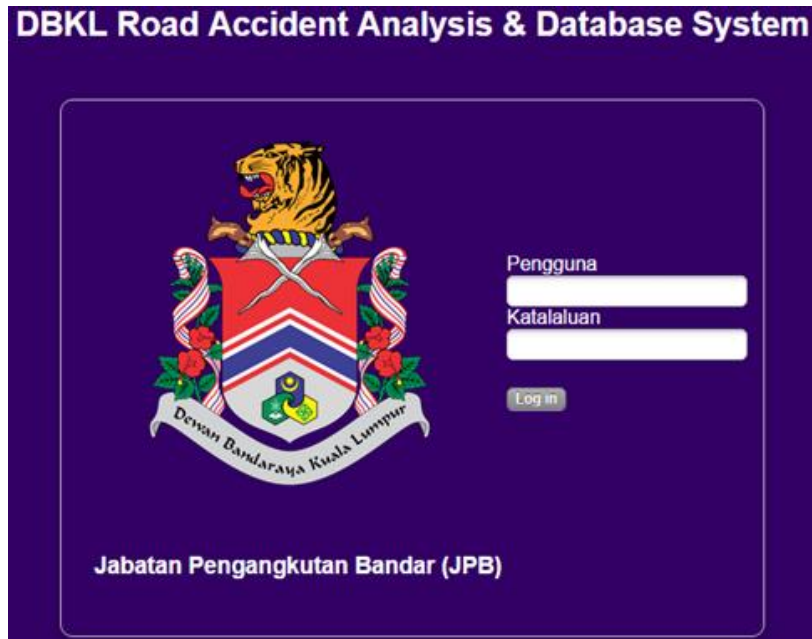 DBKL Road Accident Analysis & Database System
Pengguna
Katalaluan
Log in
Dewan Bandaraya Kuala Lumpur
Jabatan Pengangkutan Bandar (JPB)